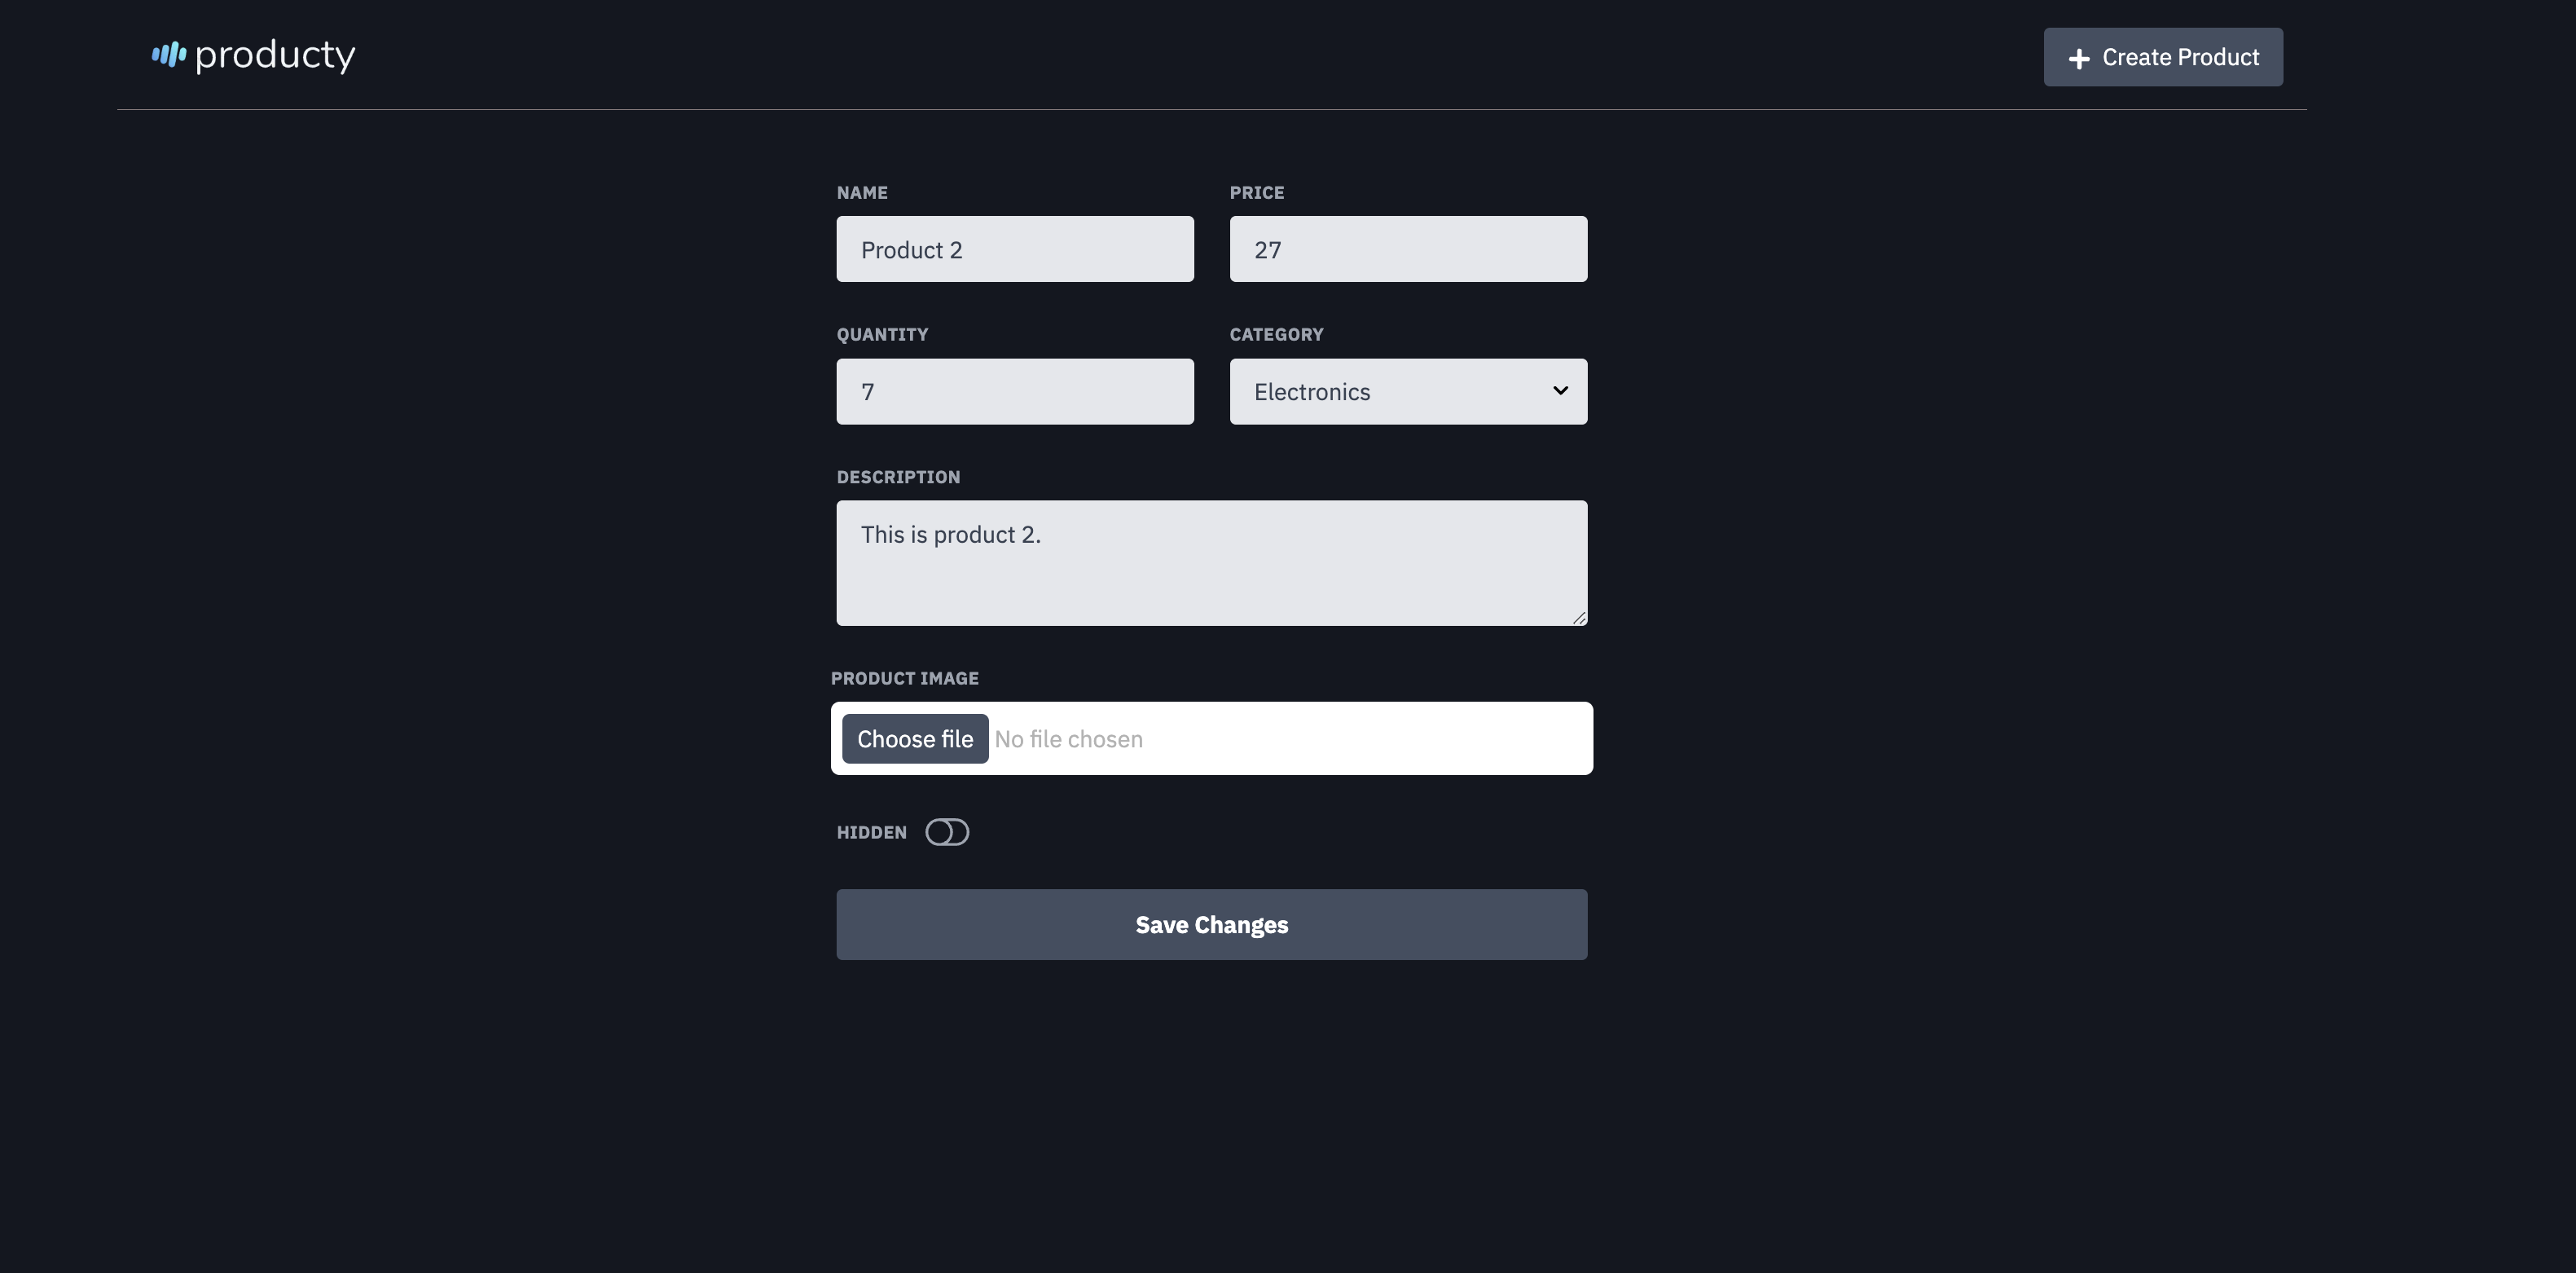 producty
Create Product
NAME
PRICE
Product 2
27
QUANTITY
CATEGORY
7
Electronics
DESCRIPTION
This is product 2.
PRODUCT IMAGE
Choose file No file chosen
HIDDEN
Save Changes